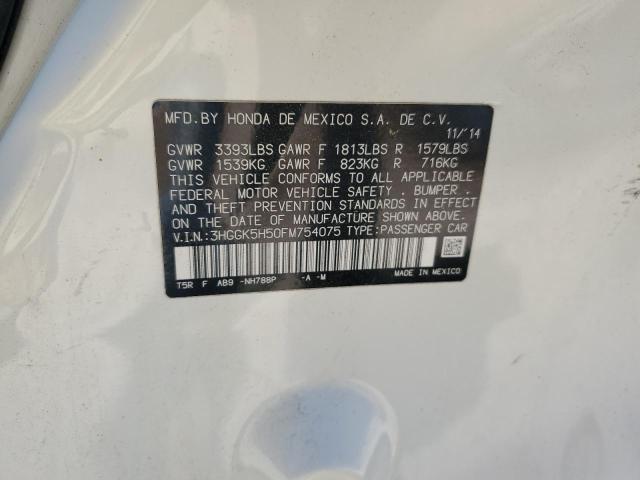 MFD.BY HONDA DE MEXICO S.A. DE C.V.
11/'14
GVWR 3393LBS GAWR F 1813LBS R 1579LBS
GVWR 1539KG GAWR F 823KG R 716KG
THIS VEHICLE CONFORMS TO ALL APPLICABLE
FEDERAL MOTOR VEHICLE SAFETY, BUMPER,
AND THEFT PREVENTION STANDARDS IN EFFECT
ON THE DATE OF MANUFACTURE SHOWN ABOVE.
V.I.N.:3HGGK5H50FM754075 TYPE:PASSENGER CAR
T5R F AB9 -NH788P -A -M MADE IN MEXICO